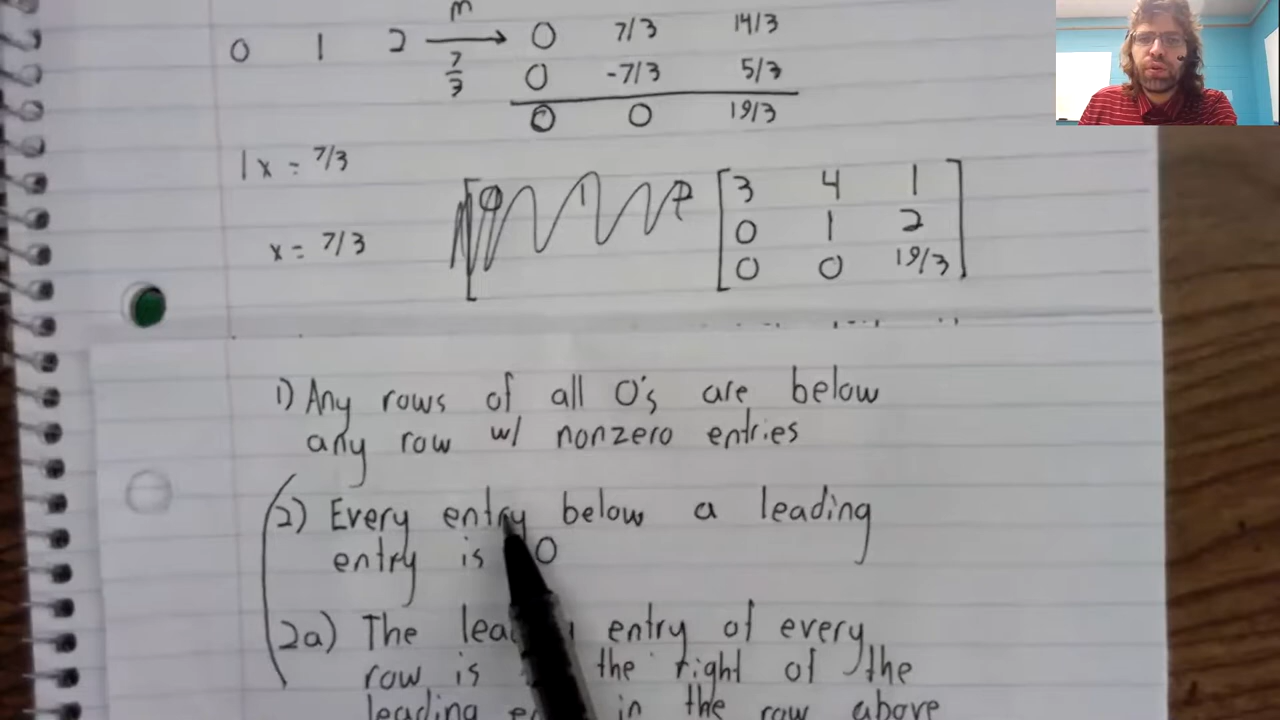 m
0 1 2 → 0 7/3 14/3
7/3 0 -7/3 5/3
0 0 19/3
1x = 7/3
x = 7/3
3 4 1
0 1 2
0 0 19/3
1) Any rows of all 0's are below
any row w/ nonzero entries
2) Every entry below a leading
entry is 0
2a) The entry of every
row is the right of the
leading in the row above